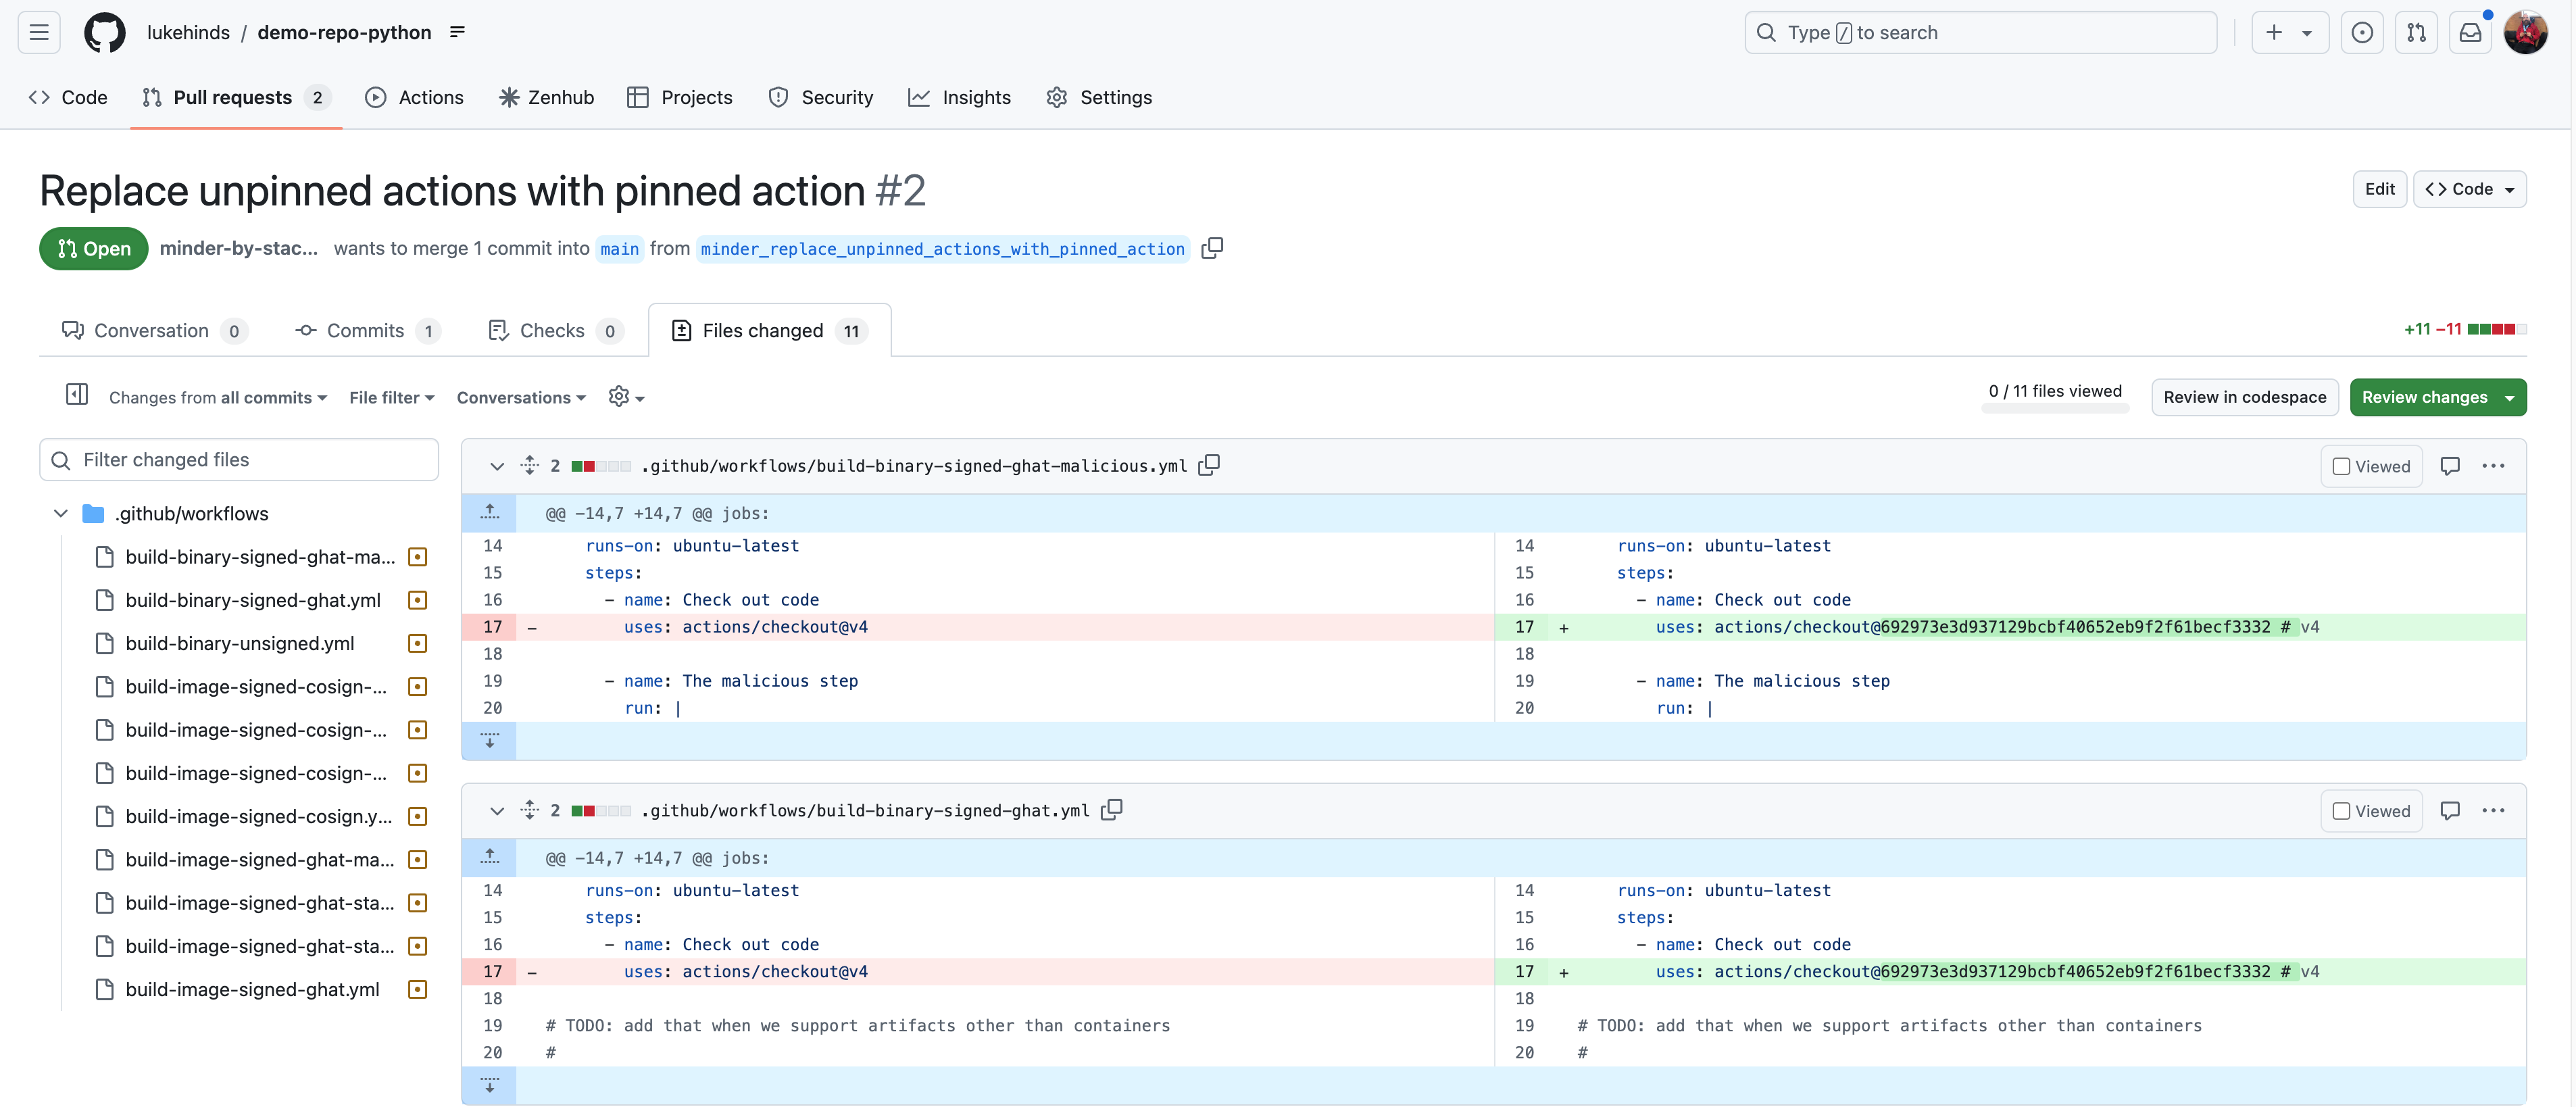 lukehinds / demo-repo-python
Type / to search
Code
Pull requests 2
Actions
Zenhub
Projects
Security
Insights
Settings
Replace unpinned actions with pinned action #2
Edit
Code
Open
minder-by-stac... wants to merge 1 commit into main from minder_replace_unpinned_actions_with_pinned_action
Conversation 0
Commits 1
Checks 0
Files changed 11
+11 −11
Changes from all commits
File filter
Conversations
0 / 11 files viewed
Review in codespace
Review changes
Filter changed files
.github/workflows
build-binary-signed-ghat-ma...
build-binary-signed-ghat.yml
build-binary-unsigned.yml
build-image-signed-cosign-...
build-image-signed-cosign-...
build-image-signed-cosign-...
build-image-signed-cosign.y...
build-image-signed-ghat-ma...
build-image-signed-ghat-sta...
build-image-signed-ghat-sta...
build-image-signed-ghat.yml
2 .github/workflows/build-binary-signed-ghat-malicious.yml
Viewed
@@ -14,7 +14,7 @@ jobs:
14 runs-on: ubuntu-latest
15 steps:
16 - name: Check out code
17 - uses: actions/checkout@v4
18
19 - name: The malicious step
20 run: |
14 runs-on: ubuntu-latest
15 steps:
16 - name: Check out code
17 + uses: actions/checkout@692973e3d937129bcbf40652eb9f2f61becf3332 # v4
18
19 - name: The malicious step
20 run: |
2 .github/workflows/build-binary-signed-ghat.yml
Viewed
@@ -14,7 +14,7 @@ jobs:
14 runs-on: ubuntu-latest
15 steps:
16 - name: Check out code
17 - uses: actions/checkout@v4
18
19 # TODO: add that when we support artifacts other than containers
20 #
14 runs-on: ubuntu-latest
15 steps:
16 - name: Check out code
17 + uses: actions/checkout@692973e3d937129bcbf40652eb9f2f61becf3332 # v4
18
19 # TODO: add that when we support artifacts other than containers
20 #